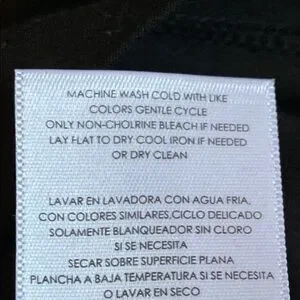 MACHINE WASH COLD WITH LIKE
COLORS GENTLE CYCLE
ONLY NON-CHOLRINE BLEACH IF NEEDED
LAY FLAT TO DRY COOL IRON IF NEEDED
OR DRY CLEAN
LAVAR EN LAVADORA CON AGUA FRIA,
CON COLORES SIMILARES,CICLO DELICADO
SOLAMENTE BLANQUEADOR SIN CLORO
SI SE NECESITA
SECAR SOBRE SUPERFICIE PLANA
PLANCHA A BAJA TEMPERATURA SI SE NECESITA
O LAVAR EN SECO